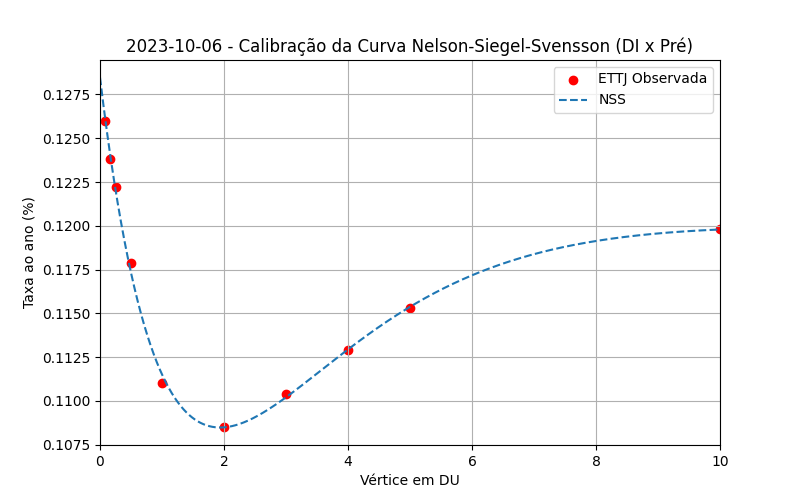 2023-10-06 - Calibração da Curva Nelson-Siegel-Svensson (DI x Pré)
ETTJ Observada
NSS
Taxa ao ano (%)
0.1275
0.1250
0.1225
0.1200
0.1175
0.1150
0.1125
0.1100
0.1075
0 2 4 6 8 10
Vértice em DU